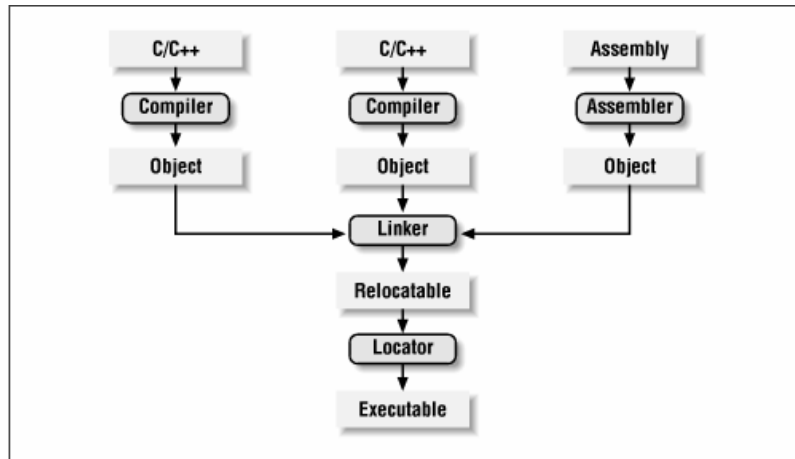 C/C++ C/C++ Assembly
Compiler Compiler Assembler
Object Object Object
Linker
Relocatable
Locator
Executable